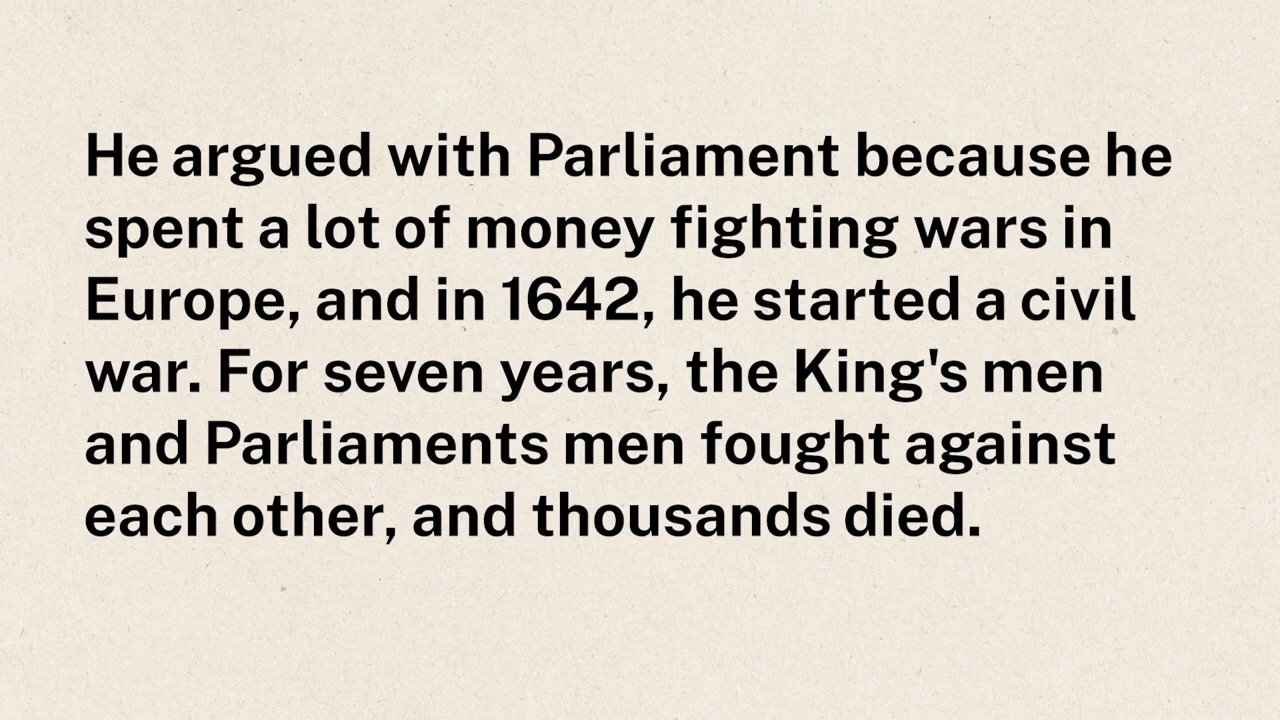 He argued with Parliament because he
spent a lot of money fighting wars in
Europe, and in 1642, he started a civil
war. For seven years, the King's men
and Parliaments men fought against
each other, and thousands died.